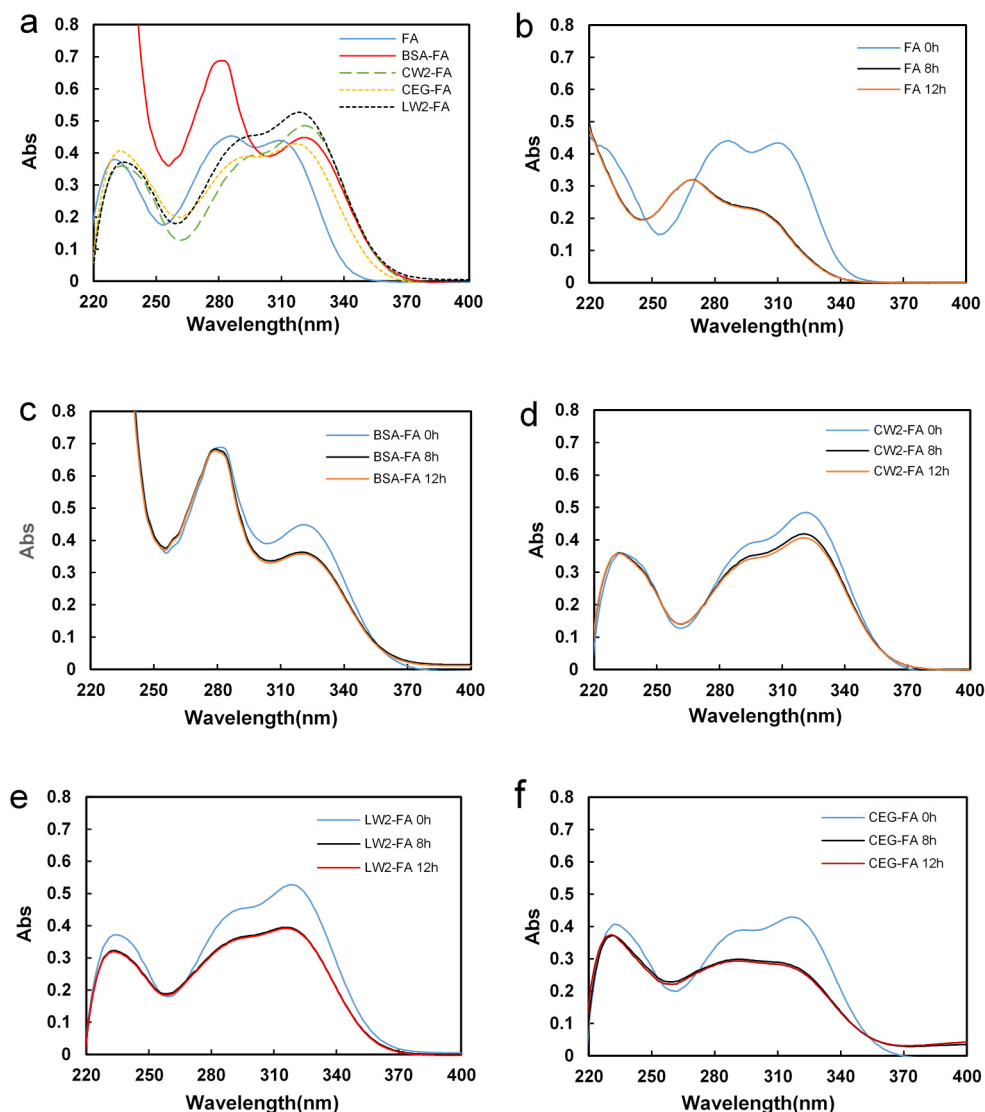 a
0.8
0.7
0.6
0.5
0.4
0.3
0.2
0.1
0
Abs
FA
BSA-FA
CW2-FA
CEG-FA
LW2-FA
220 250 280 310 340 370 400
Wavelength(nm)
b
0.8
0.7
0.6
0.5
0.4
0.3
0.2
0.1
0
Abs
FA 0h
FA 8h
FA 12h
220 250 280 310 340 370 400
Wavelength(nm)
c
0.8
0.7
0.6
0.5
0.4
0.3
0.2
0.1
0
Abs
BSA-FA 0h
BSA-FA 8h
BSA-FA 12h
220 250 280 310 340 370 400
Wavelength(nm)
d
0.8
0.7
0.6
0.5
0.4
0.3
0.2
0.1
0
Abs
CW2-FA 0h
CW2-FA 8h
CW2-FA 12h
220 250 280 310 340 370 400
Wavelength(nm)
e
0.8
0.7
0.6
0.5
0.4
0.3
0.2
0.1
0
Abs
LW2-FA 0h
LW2-FA 8h
LW2-FA 12h
220 250 280 310 340 370 400
Wavelength(nm)
f
0.8
0.7
0.6
0.5
0.4
0.3
0.2
0.1
0
Abs
CEG-FA 0h
CEG-FA 8h
CEG-FA 12h
220 250 280 310 340 370 400
Wavelength(nm)